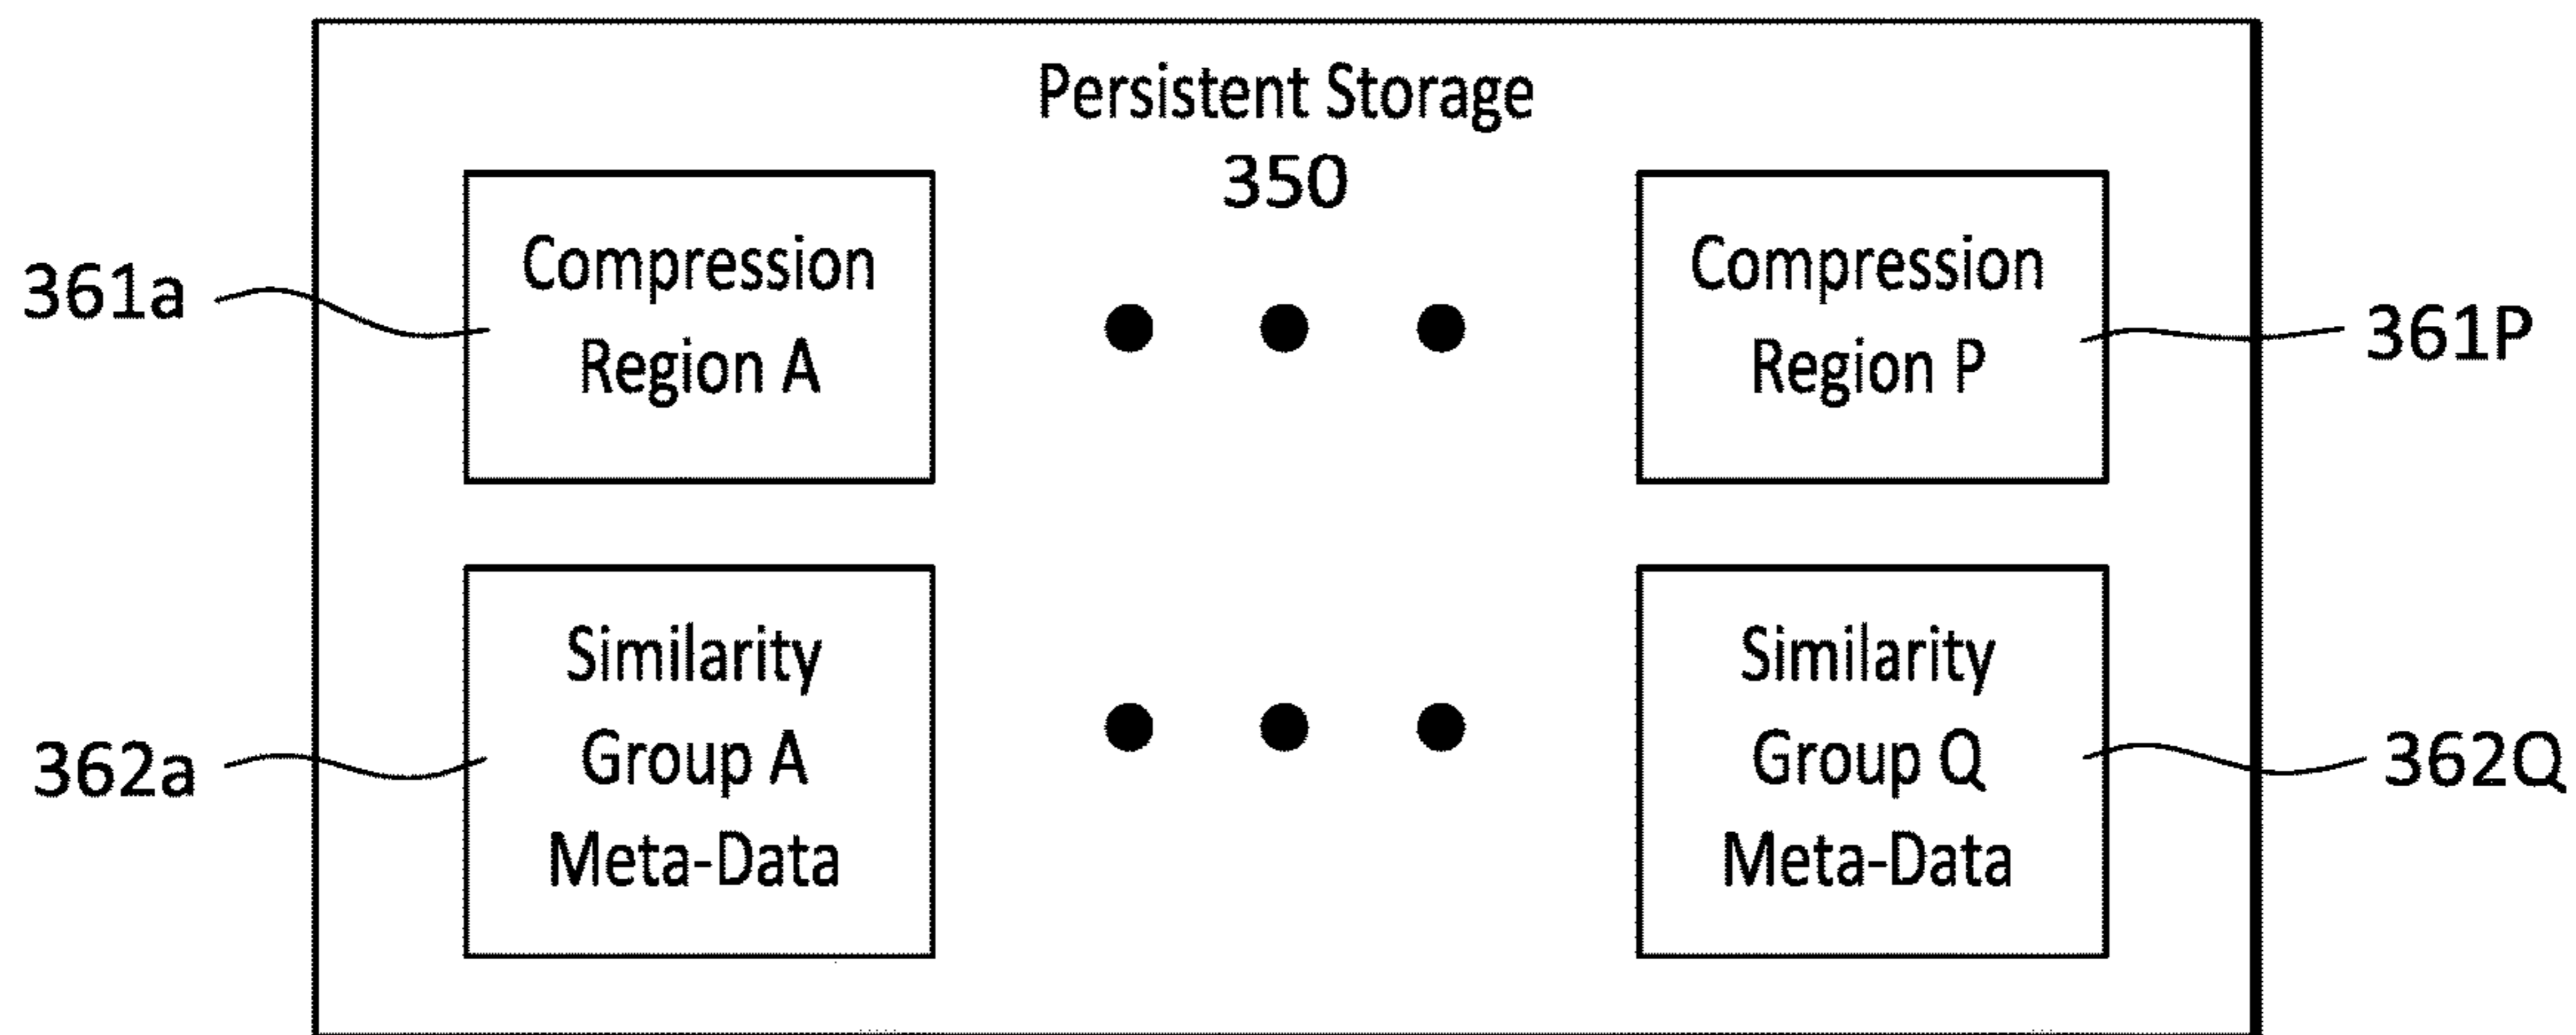 Persistent Storage
350
361a
Compression
Region A
Compression
Region P
361P
362a
Similarity
Group A
Meta-Data
Similarity
Group Q
Meta-Data
362Q